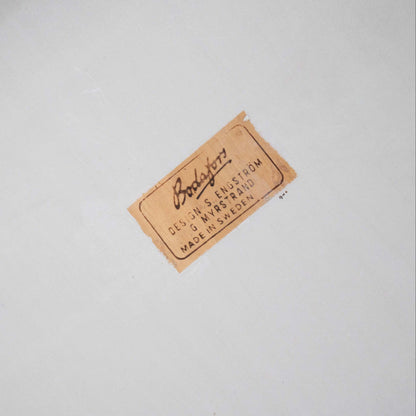 Bodafors
DESIGN: S. ENGSTRÖM
G. MYRSTRAND
MADE IN SWEDEN